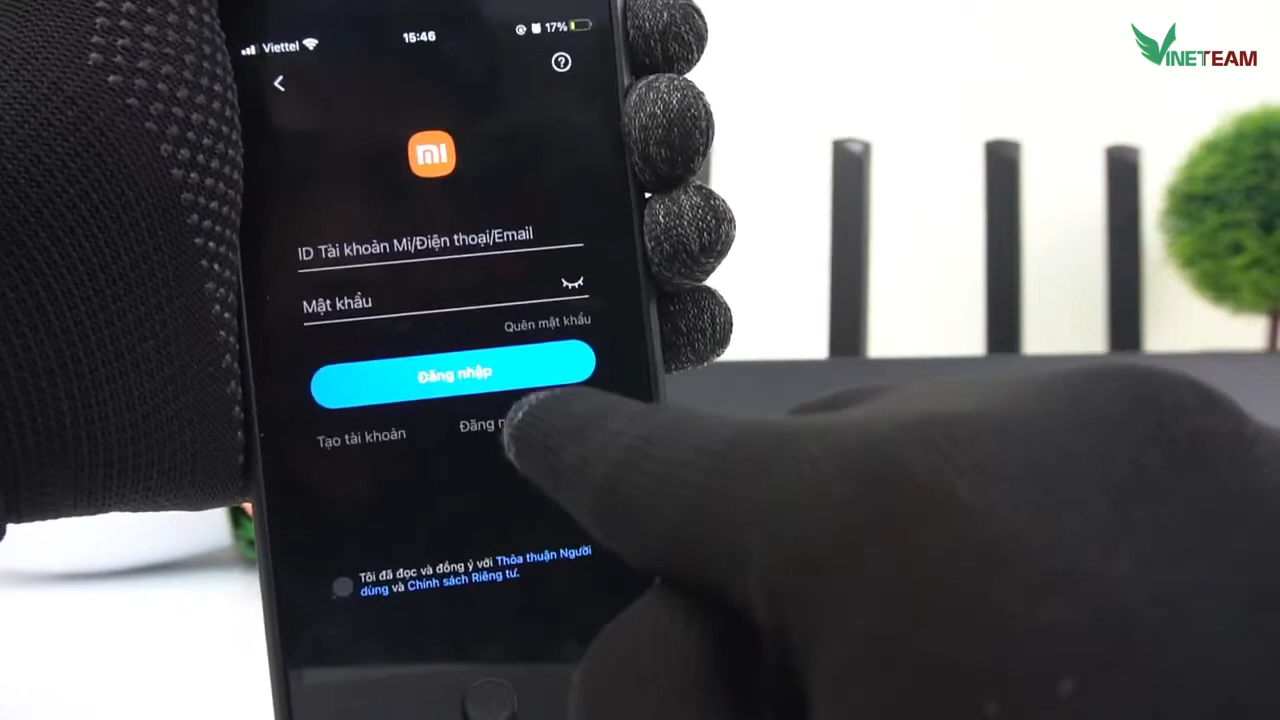 Viettel
15:46
17%
VINETEAM
mi
ID Tài khoản Mi/Điện thoại/Email
Mật khẩu
Quên mật khẩu
Đăng nhập
Tạo tài khoản
Đăng
Tôi đã đọc và đồng ý với Thỏa thuận Người
dùng và Chính sách Riêng tư.